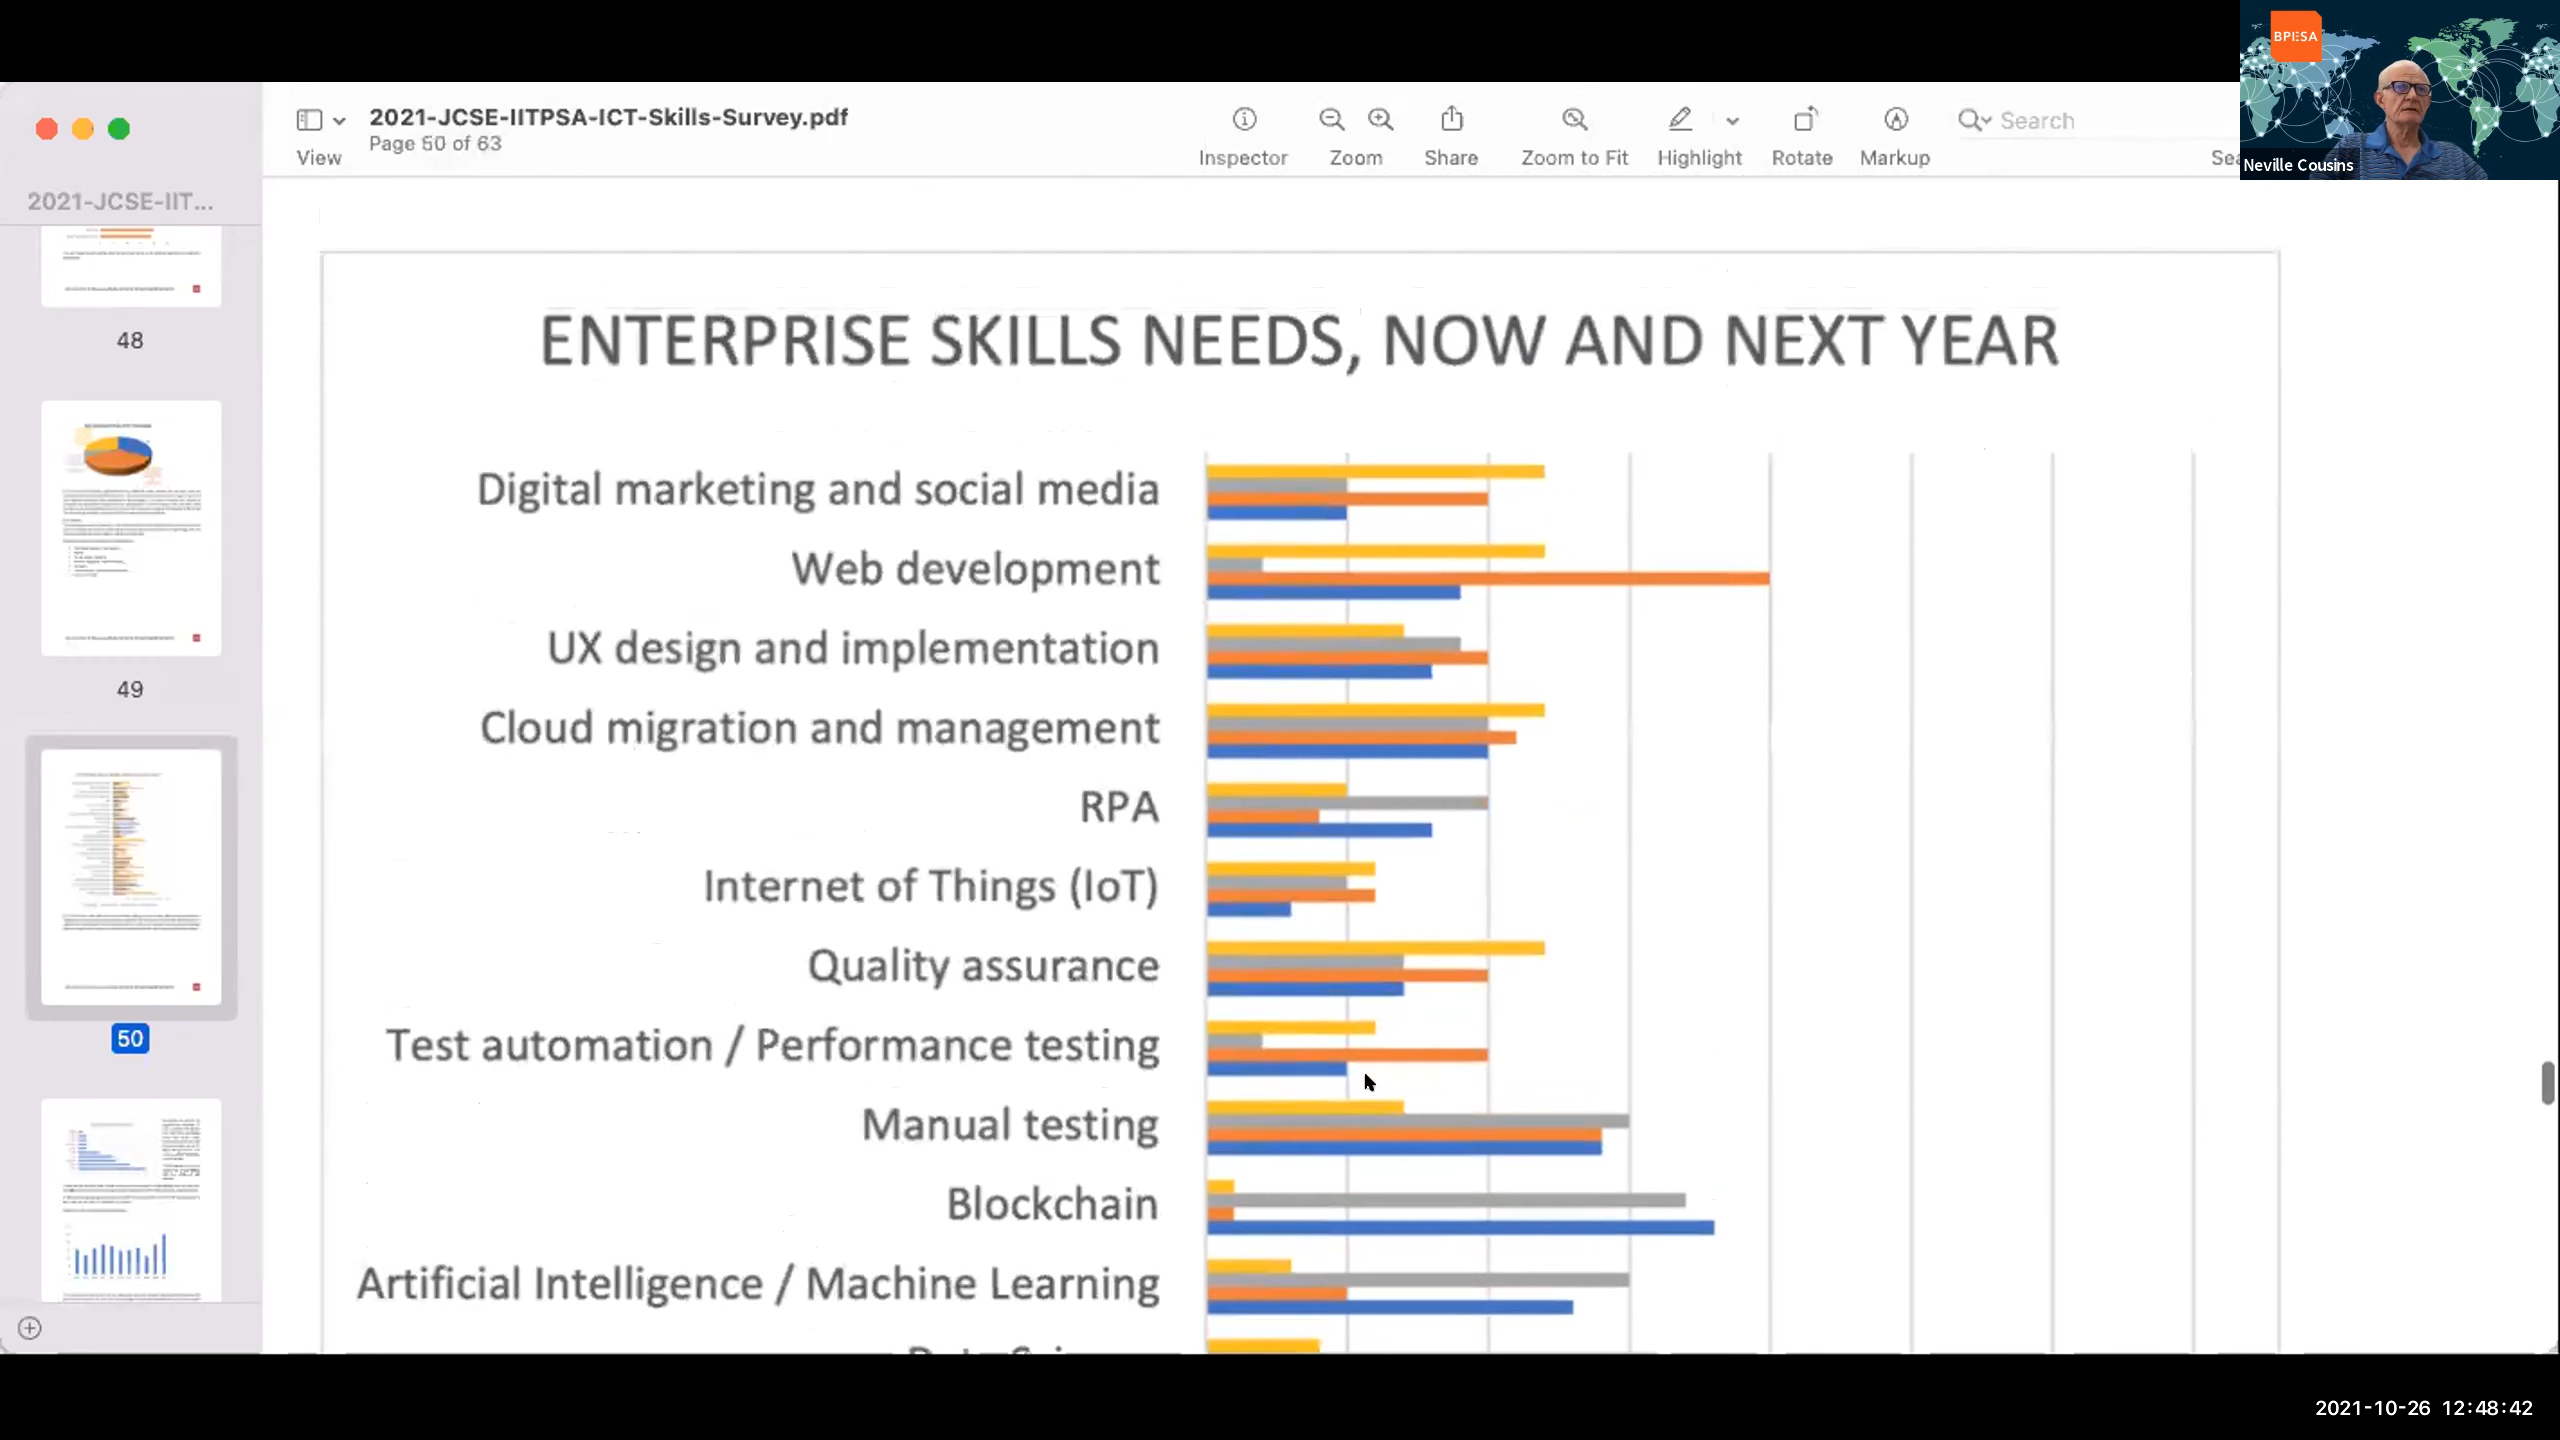 BPESA
Neville Cousins
2021-JCSE-IITPSA-ICT-Skills-Survey.pdf
Page 50 of 63
View
Inspector
Zoom
Share
Zoom to Fit
Highlight
Rotate
Markup
Search
2021-JCSE-IIT...
48
49
50
ENTERPRISE SKILLS NEEDS, NOW AND NEXT YEAR
Digital marketing and social media
Web development
UX design and implementation
Cloud migration and management
RPA
Internet of Things (IoT)
Quality assurance
Test automation / Performance testing
Manual testing
Blockchain
Artificial Intelligence / Machine Learning
2021-10-26 12:48:42